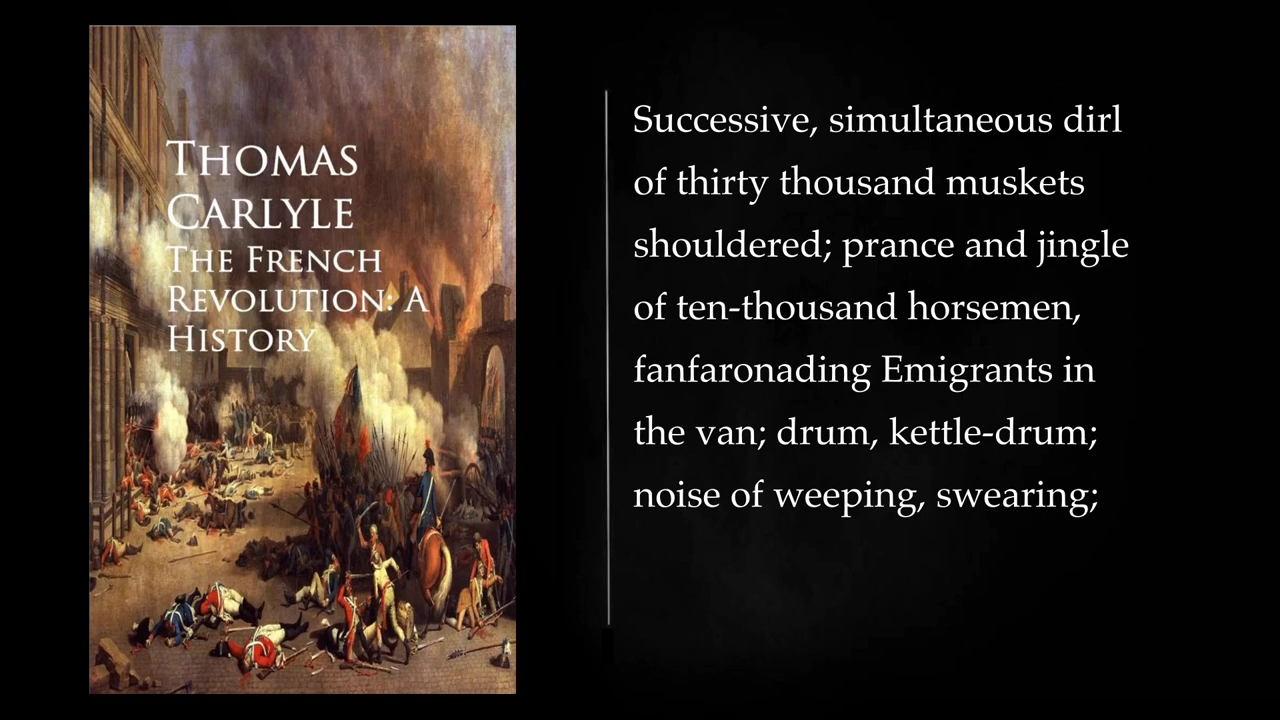 THOMAS
CARLYLE
THE FRENCH
REVOLUTION: A
HISTORY
Successive, simultaneous dirl
of thirty thousand muskets
shouldered; prance and jingle
of ten-thousand horsemen,
fanfaronading Emigrants in
the van; drum, kettle-drum;
noise of weeping, swearing;